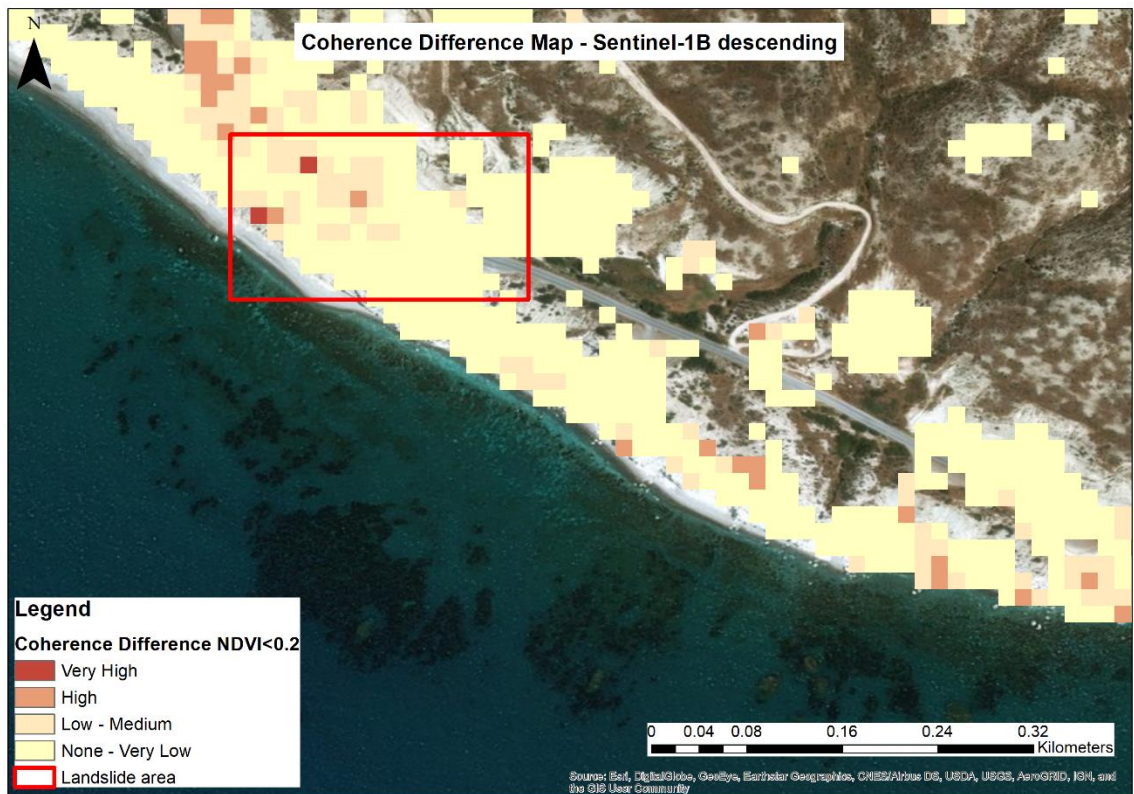 N
Coherence Difference Map - Sentinel-1B descending
Legend
Coherence Difference NDVI<0.2
Very High
High
Low - Medium
None - Very Low
Landslide area
0 0.04 0.08 0.16 0.24 0.32
Kilometers
Source: Esri, DigitalGlobe, GeoEye, Earthstar Geographics, CNES/Airbus DS, USDA, USGS, AeroGRID, IGN, and
the GIS User Community